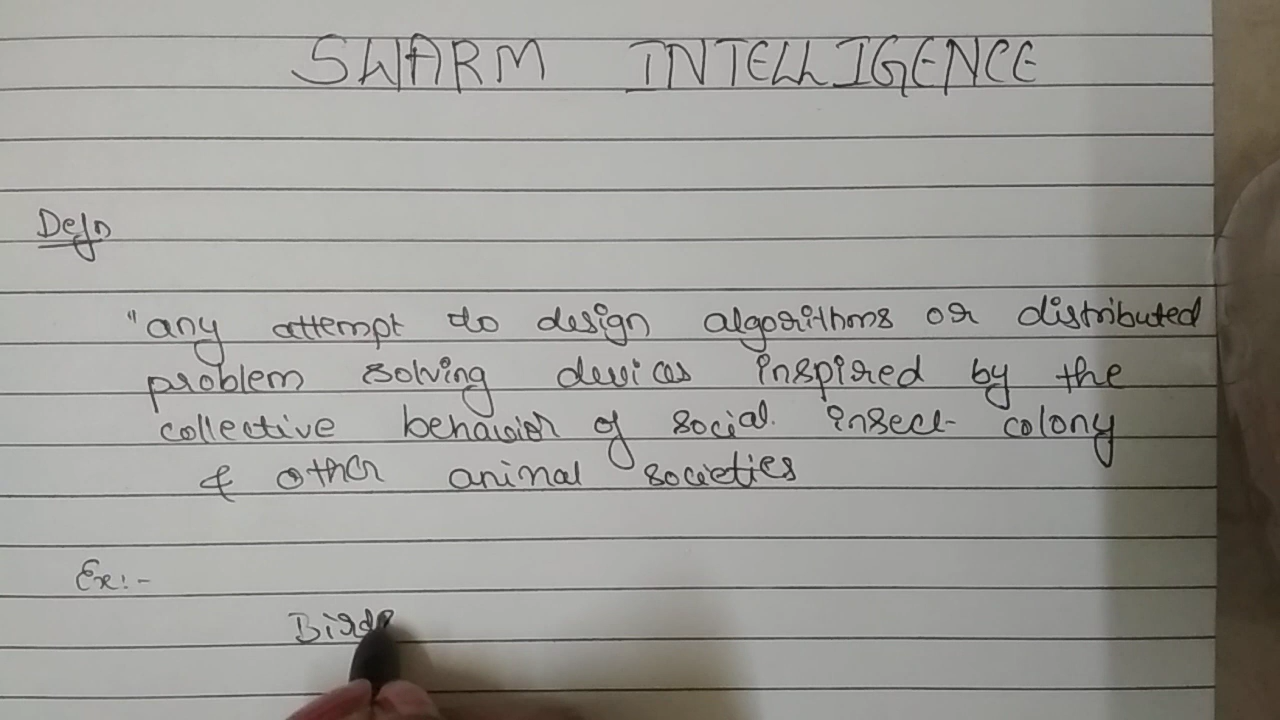 SWARM INTELLIGENCE
Defn
"any attempt to design algorithms or distributed
problem solving devices inspired by the
collective behavior of social insect colony
& other animal societies
Ex:-
Birds